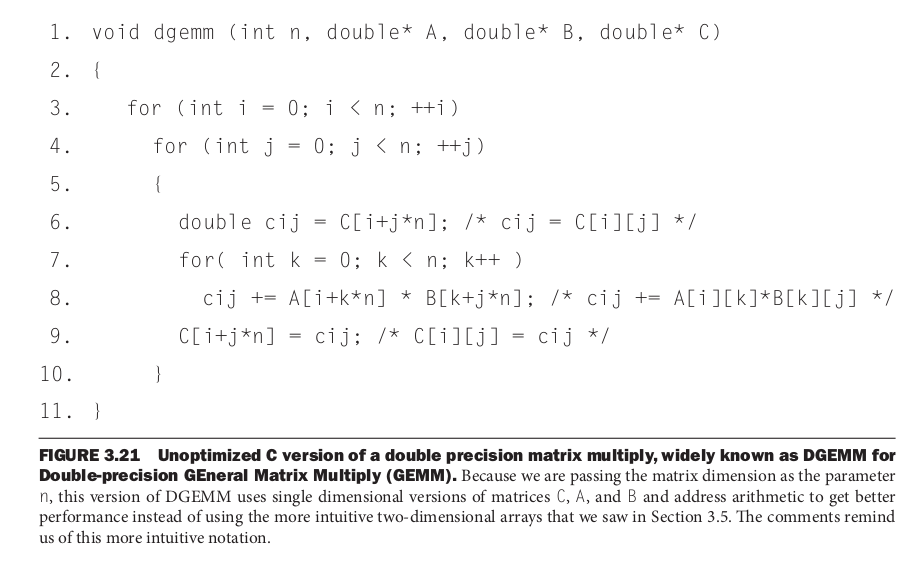 1. void dgemm (int n, double* A, double* B, double* C)
2. {
3. for (int i = 0; i < n; ++i)
4. for (int j = 0; j < n; ++j)
5. {
6. double cij = C[i+j*n]; /* cij = C[i][j] */
7. for( int k = 0; k < n; k++ )
8. cij += A[i+k*n] * B[k+j*n]; /* cij += A[i][k]*B[k][j] */
9. C[i+j*n] = cij; /* C[i][j] = cij */
10. }
11. }
FIGURE 3.21 Unoptimized C version of a double precision matrix multiply, widely known as DGEMM for
Double-precision GEneral Matrix Multiply (GEMM). Because we are passing the matrix dimension as the parameter
n, this version of DGEMM uses single dimensional versions of matrices C, A, and B and address arithmetic to get better
performance instead of using the more intuitive two-dimensional arrays that we saw in Section 3.5. The comments remind
us of this more intuitive notation.